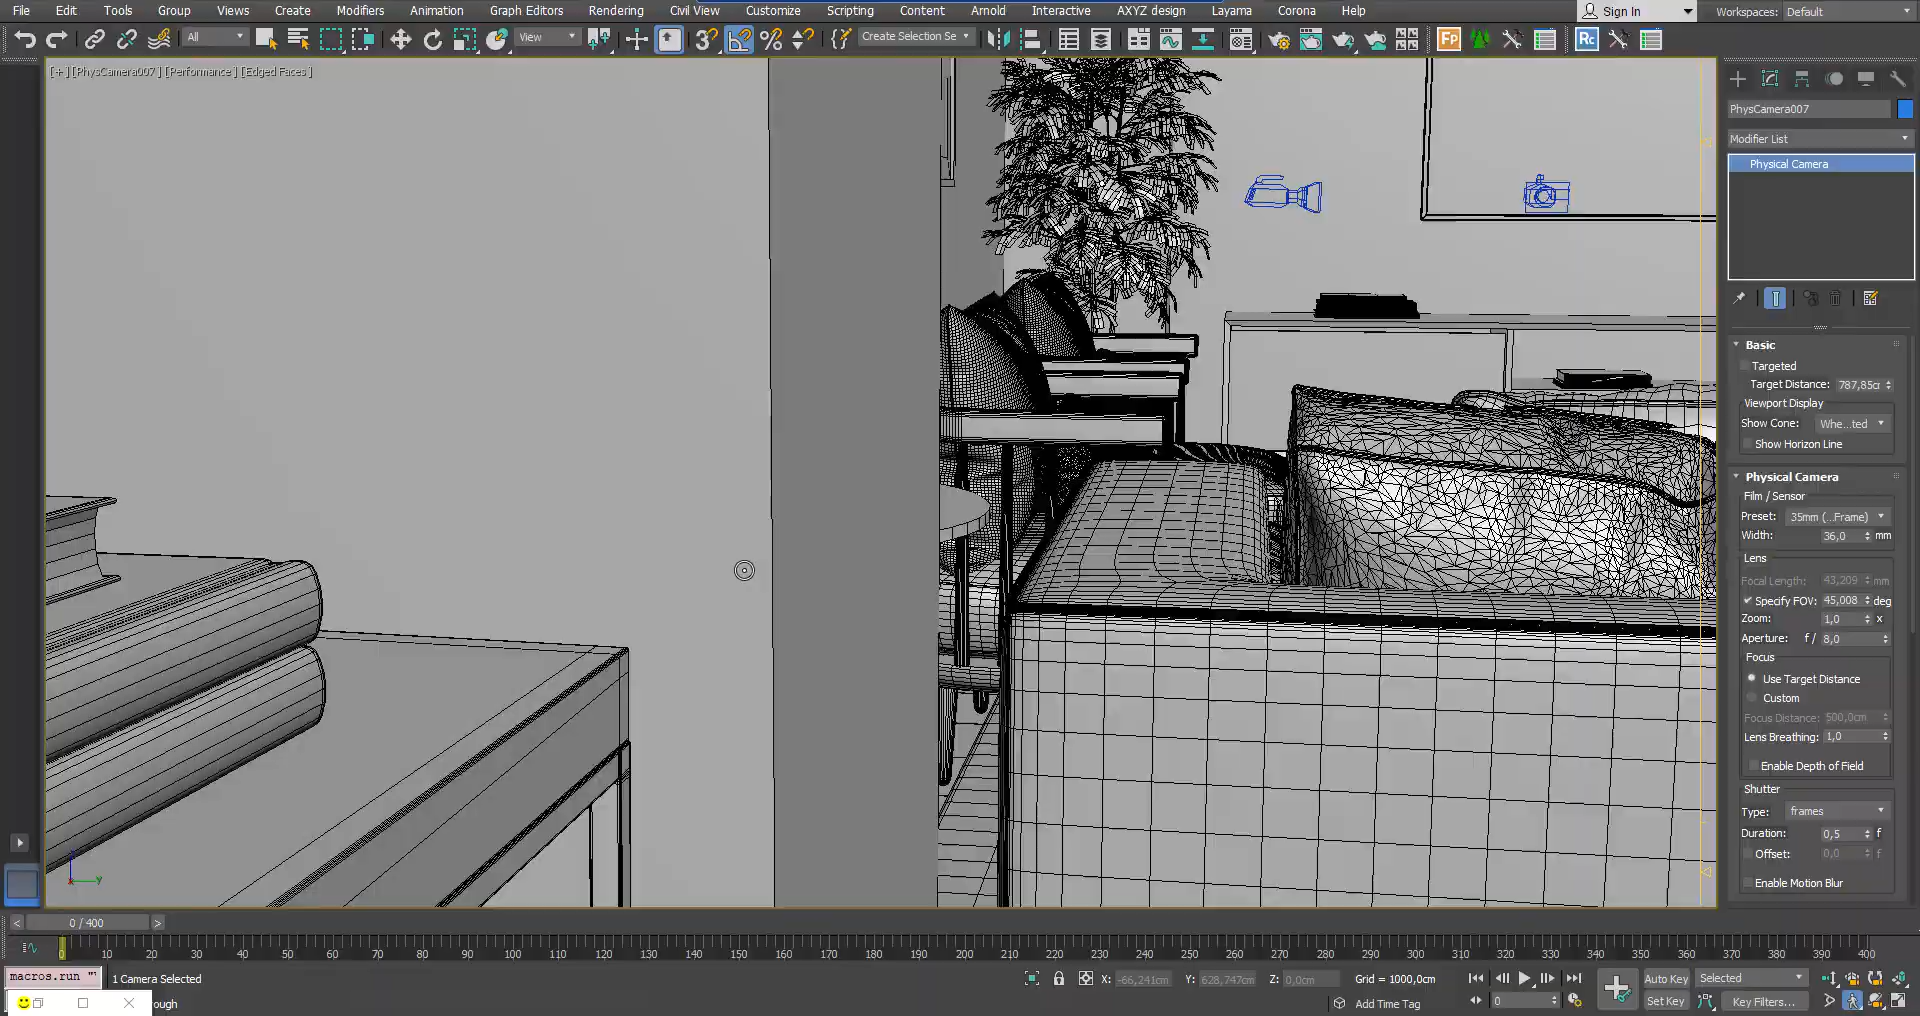 File Edit Tools Group Views Create Modifiers Animation Graph Editors Rendering Civil View Customize Scripting Content Arnold Interactive AXYZ design Layama Corona Help Sign In Workspaces: Default
All View Create Selection Se Fp Rc
[+] [PhysCamera007] [Performance] [Edged Faces]
PhysCamera007
Modifier List
Physical Camera
Basic
Targeted
Target Distance: 787,85c
Viewport Display
Show Cone: Whe...ted
Show Horizon Line
Physical Camera
Film / Sensor
Preset: 35mm (...Frame)
Width: 36,0 mm
Lens
Focal Length: 43,209 mm
Specify FOV: 45,008 deg
Zoom: 1,0 x
Aperture: f / 8,0
Focus
Use Target Distance
Custom
Focus Distance: 500,0cm
Lens Breathing: 1,0
Enable Depth of Field
Shutter
Type: frames
Duration: 0,5 f
Offset: 0,0 f
Enable Motion Blur
y
< 0 / 400 >
0 10 20 30 40 50 60 70 80 90 100 110 120 130 140 150 160 170 180 190 200 210 220 230 240 250 260 270 280 290 300 310 320 330 340 350 360 370 380 390 400
macros.run " 1 Camera Selected X: -66,241cm Y: 628,747cm Z: 0,0cm Grid = 1000,0cm Auto Key Selected
rough Add Time Tag 0 Set Key Key Filters...